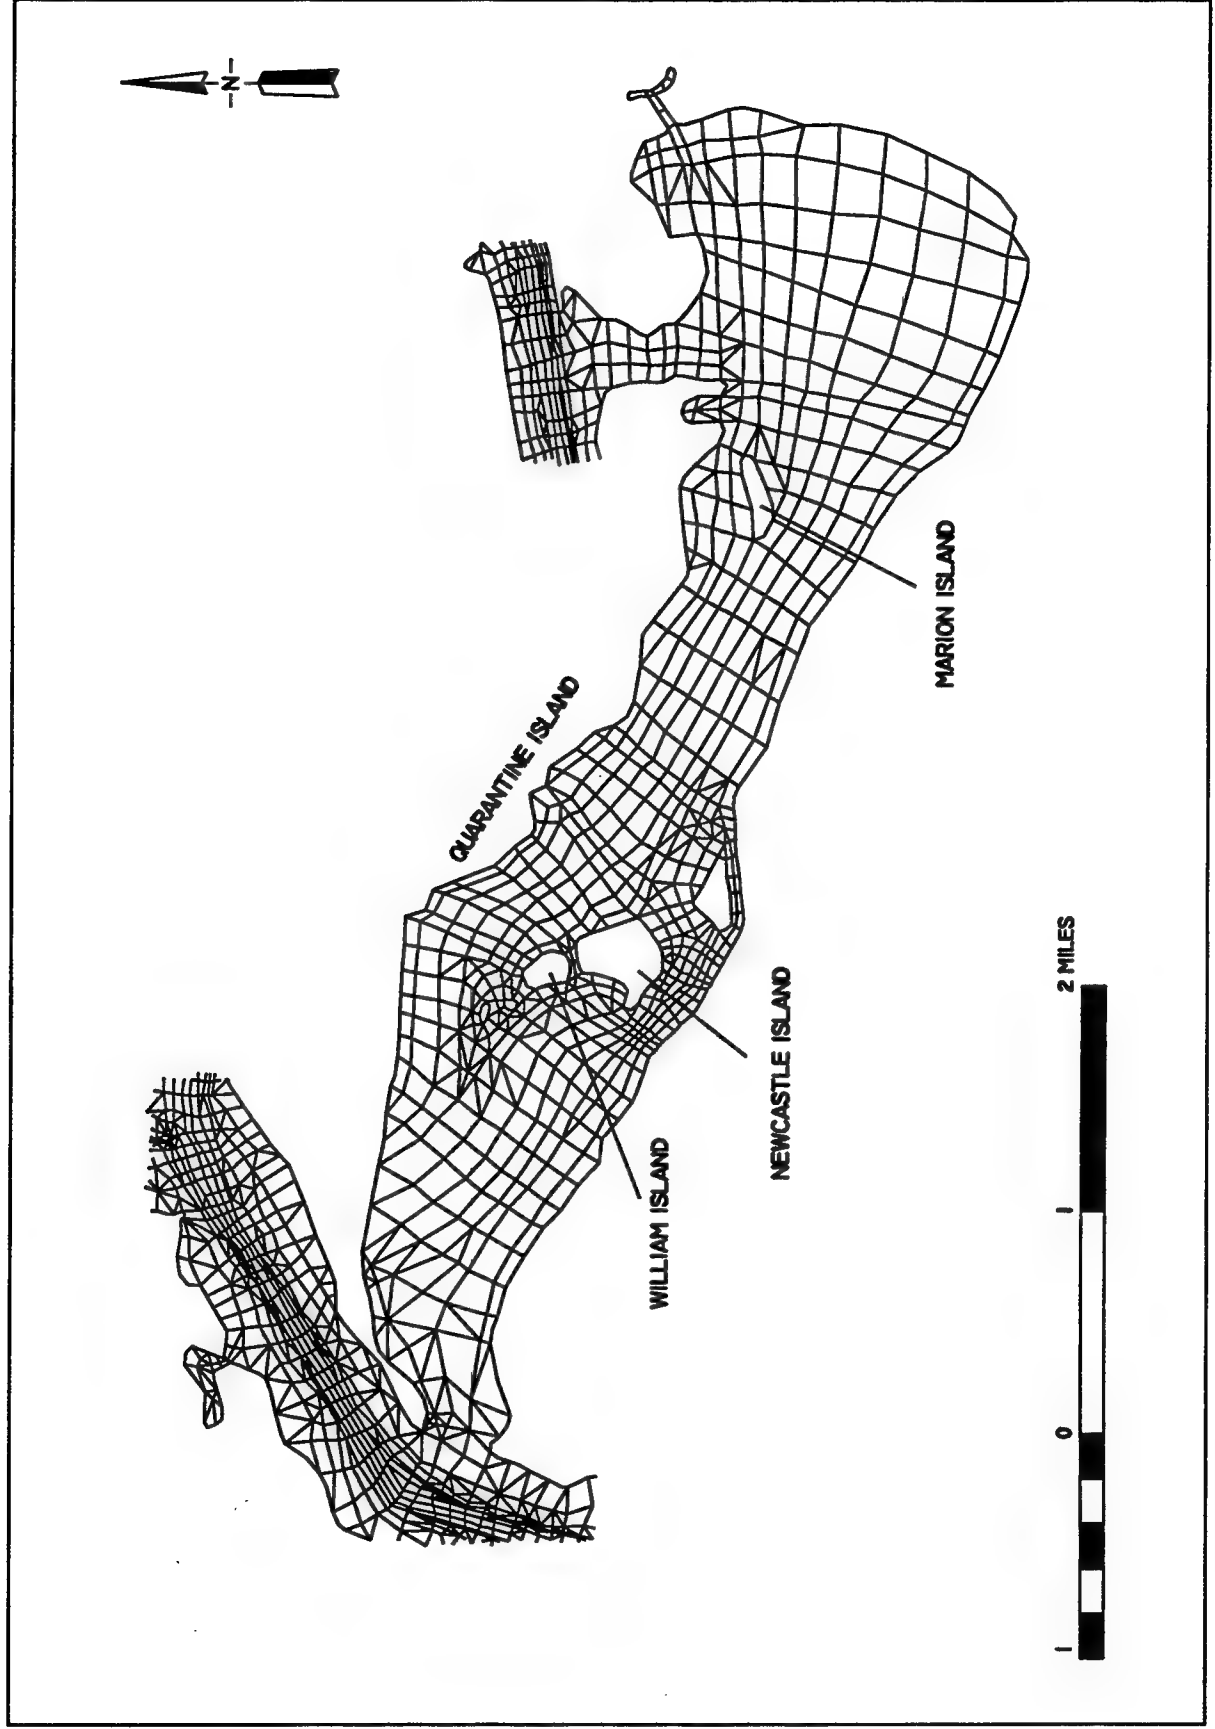 N
QUARANTINE ISLAND
MARION ISLAND
WILLIAM ISLAND
NEWCASTLE ISLAND
1 0 1 2 MILES